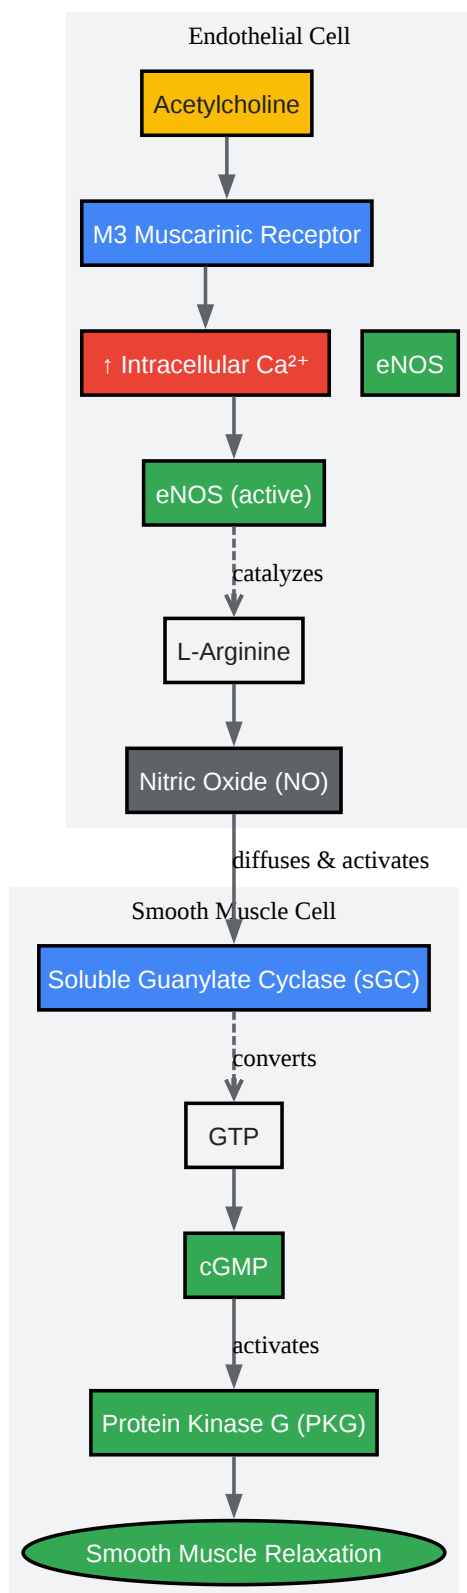 Endothelial Cell
Acetylcholine
M3 Muscarinic Receptor
↑ Intracellular Ca²⁺
eNOS
eNOS (active)
catalyzes
L-Arginine
Nitric Oxide (NO)
diffuses & activates
Smooth Muscle Cell
Soluble Guanylate Cyclase (sGC)
converts
GTP
cGMP
activates
Protein Kinase G (PKG)
Smooth Muscle Relaxation